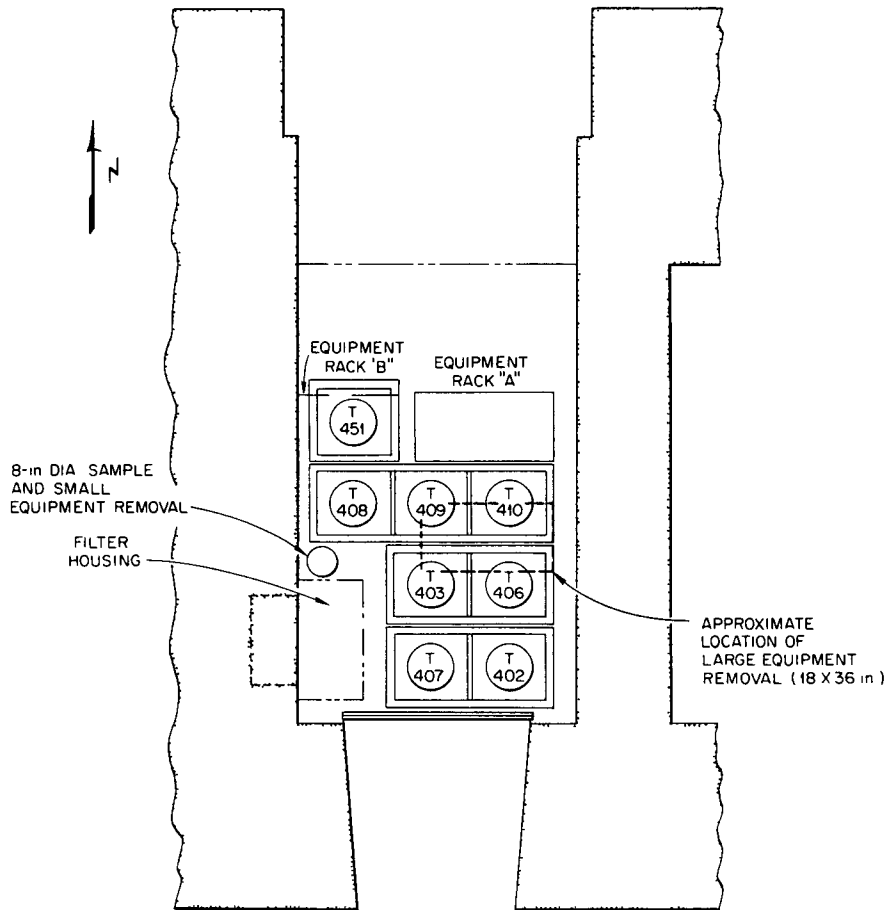 N
EQUIPMENT
RACK 'B"
EQUIPMENT
RACK "A"
T
451
8-in DIA SAMPLE
AND SMALL
EQUIPMENT REMOVAL
T
408
T
409
T
410
FILTER
HOUSING
T
403
T
406
APPROXIMATE
LOCATION OF
LARGE EQUIPMENT
REMOVAL (18 X 36 in)
T
407
T
402